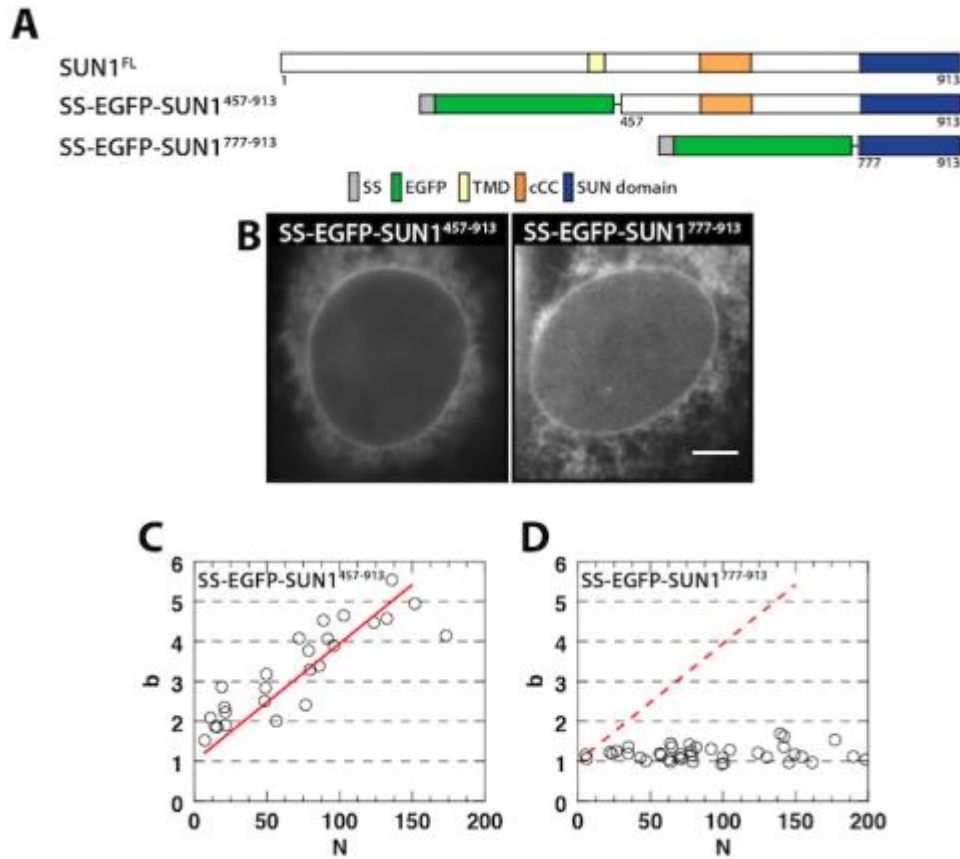 A
SUN1FL
1 913
SS-EGFP-SUN1457-913
457 913
SS-EGFP-SUN1777-913
777 913
SS EGFP TMD cCC SUN domain
B
SS-EGFP-SUN1457-913 SS-EGFP-SUN1777-913
C D
6 6
SS-EGFP-SUN1457-913 SS-EGFP-SUN1777-913
5 5
4 4
b 3 b 3
2 2
1 1
0 0
0 50 100 150 200 0 50 100 150 200
N N